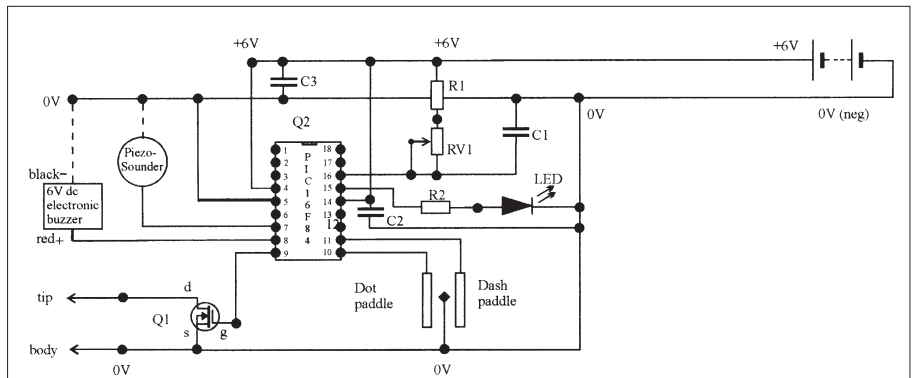 +6V +6V +6V
C3 R1
0V 0V 0V (neg)
Q2 C1
Piezo-
Sounder
RV1
black-
6V dc
electronic
buzzer
red+
1 18
2 17
3 16
4 15
5 14
6 13
7 12
8 11
9 10
P
I
C
1
6
F
8
4
R2 LED
C2
Dot
paddle
Dash
paddle
tip d
Q1
s g
body
0V 0V